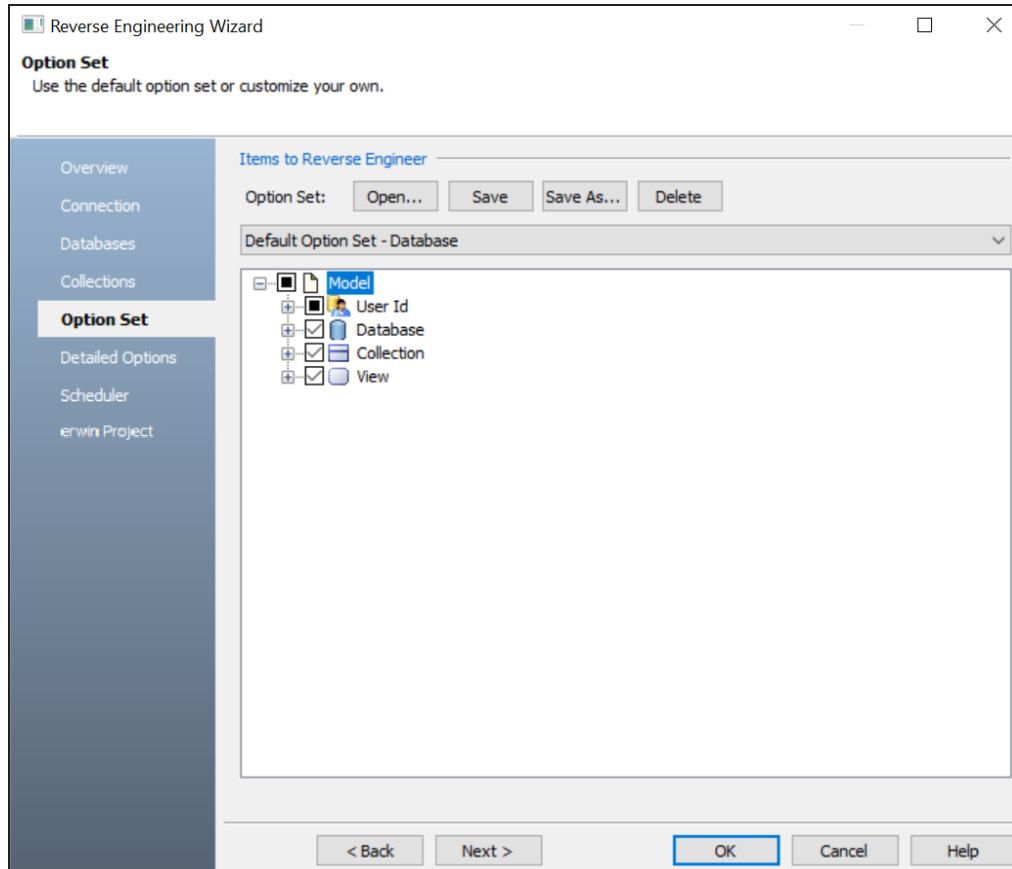 Reverse Engineering Wizard
Option Set
Use the default option set or customize your own.
Overview
Connection
Databases
Collections
Option Set
Detailed Options
Scheduler
erwin Project
Items to Reverse Engineer
Option Set: Open... Save Save As... Delete
Default Option Set - Database
Model
User Id
Database
Collection
View
< Back Next > OK Cancel Help